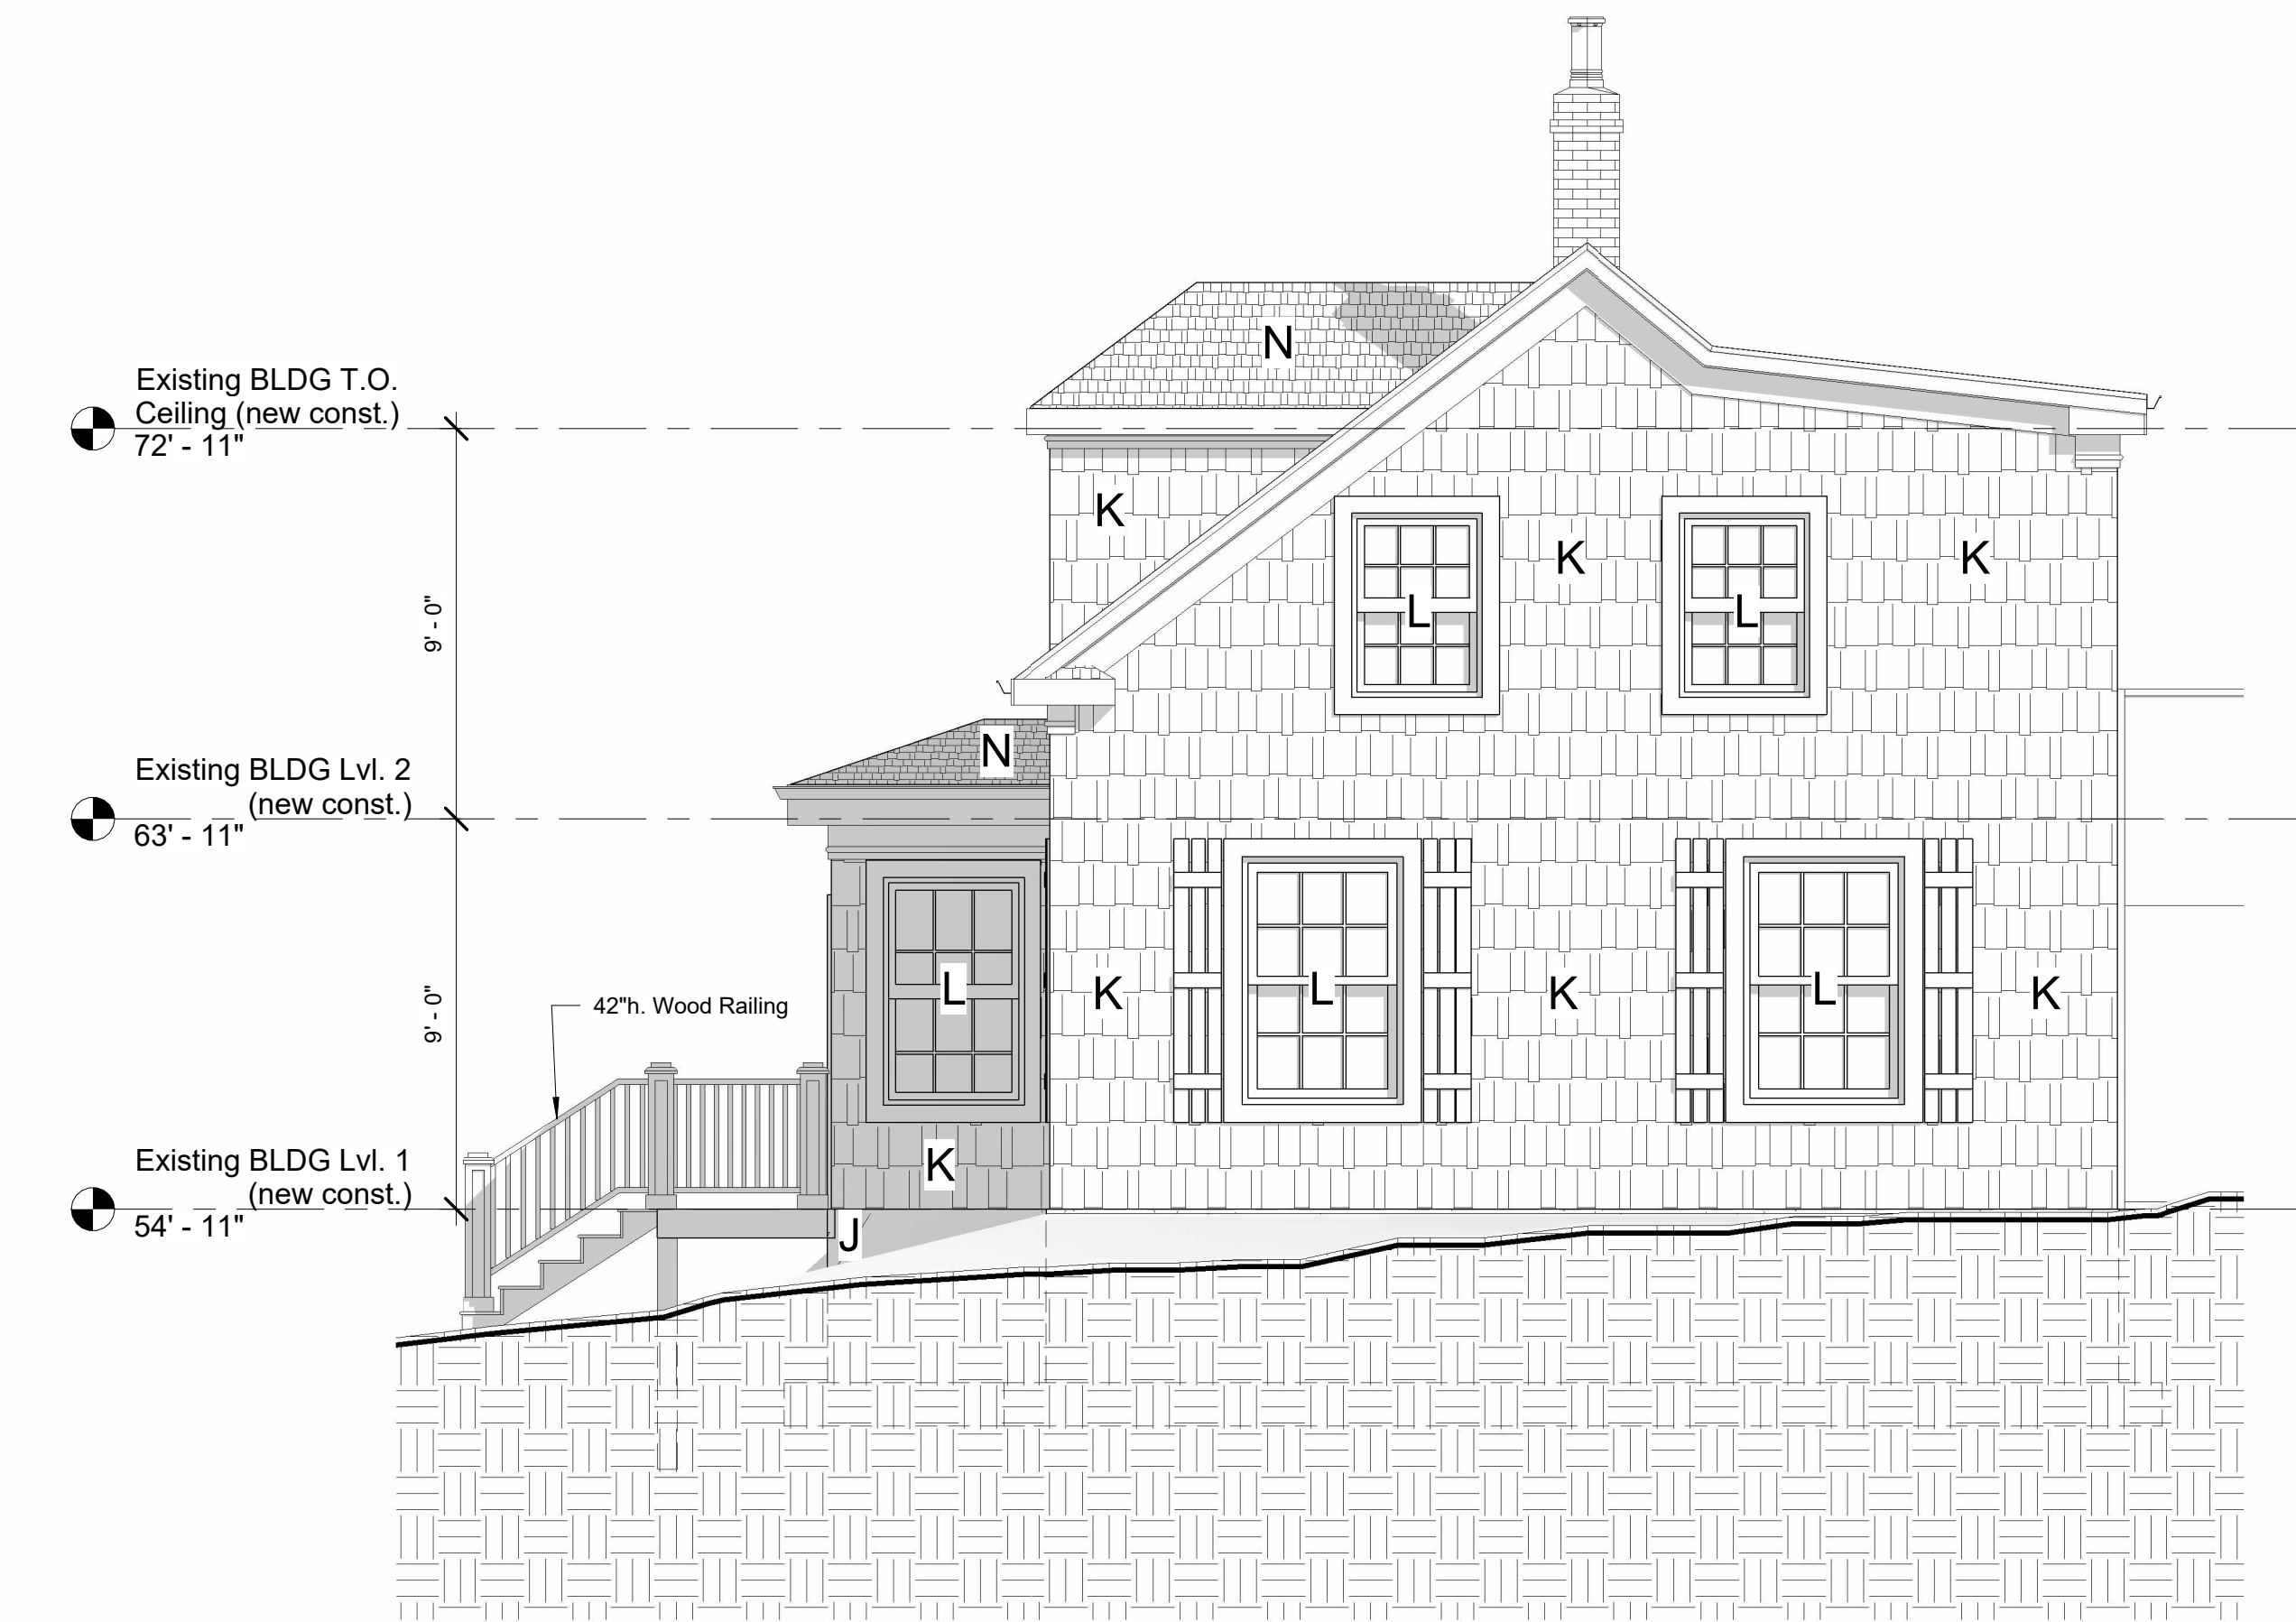 N
Existing BLDG T.O.
Ceiling (new const.)
72' - 11"
K
K
K
9' - 0"
L
L
N
Existing BLDG Lvl. 2
(new const.)
63' - 11"
L
K
L
K
L
K
42"h. Wood Railing
9' - 0"
K
Existing BLDG Lvl. 1
(new const.)
54' - 11"
J